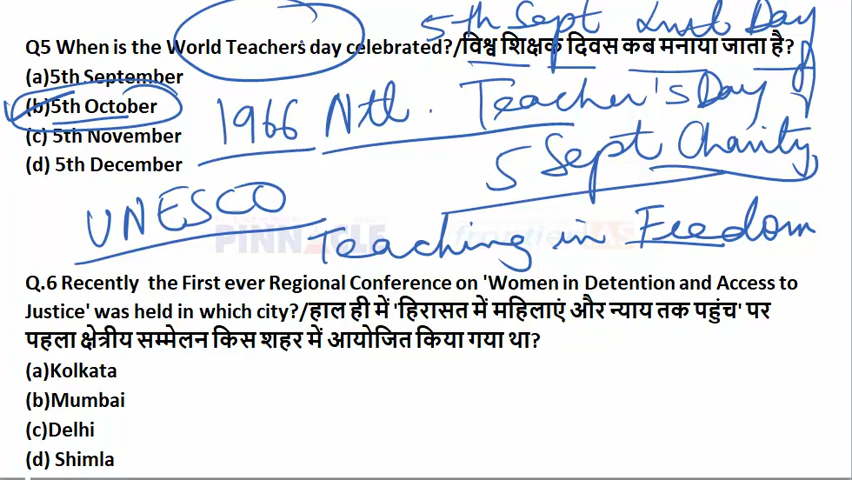 5th Sept Intl Day of
Q5 When is the World Teachers day celebrated?/विश्व शिक्षक दिवस कब मनाया जाता है?
(a)5th September
(b)5th October
1966 Ntl. Teacher's Day
(c) 5th November
5 Sept Charity
(d) 5th December
UNESCO
PINNACLE
Teaching in Freedom
Q.6 Recently the First ever Regional Conference on 'Women in Detention and Access to
Justice' was held in which city?/हाल ही में 'हिरासत में महिलाएं और न्याय तक पहुंच' पर
पहला क्षेत्रीय सम्मेलन किस शहर में आयोजित किया गया था?
(a)Kolkata
(b)Mumbai
(c)Delhi
(d) Shimla